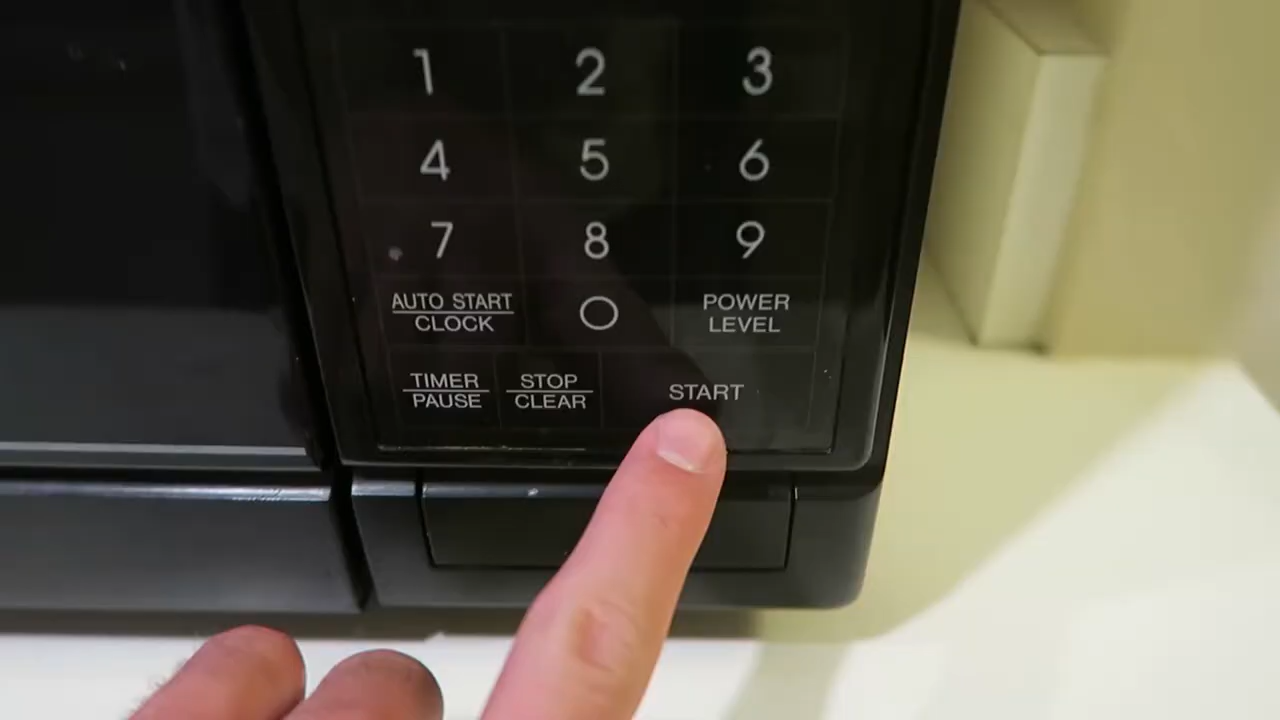 1 2 3
4 5 6
7 8 9
AUTO START
CLOCK
0
POWER
LEVEL
TIMER
PAUSE
STOP
CLEAR
START